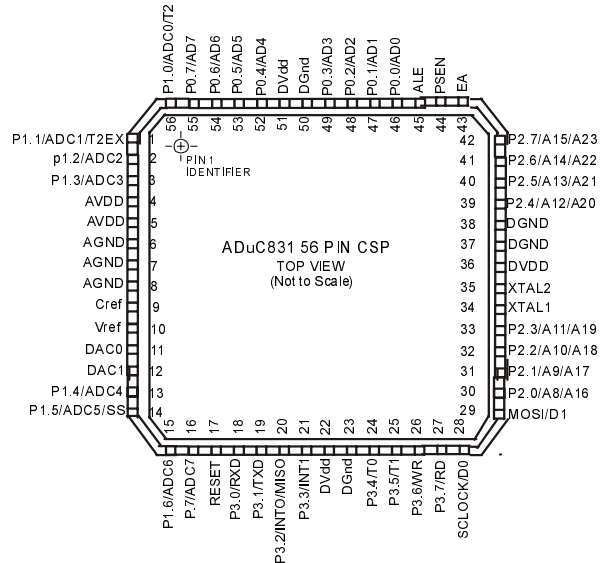 P1.0/ADC0/T2
P0.7/AD7
P0.6/AD6
P0.5/AD5
P0.4/AD4
DVdd
DGnd
P0.3/AD3
P0.2/AD2
P0.1/AD1
P0.0/AD0
ALE
PSEN
EA
56 55 54 53 52 51 50 49 48 47 46 45 44 43
P1.1/ADC1/T2EX 1
p1.2/ADC2 2
P1.3/ADC3 3
AVDD 4
AVDD 5
AGND 6
AGND 7
AGND 8
Cref 9
Vref 10
DAC0 11
DAC1 12
P1.4/ADC4 13
P1.5/ADC5/SS 14
PIN 1
IDENTIFIER
ADuC831 56 PIN CSP
TOP VIEW
(Not to Scale)
42 P2.7/A15/A23
41 P2.6/A14/A22
40 P2.5/A13/A21
39 P2.4/A12/A20
38 DGND
37 DGND
36 DVDD
35 XTAL2
34 XTAL1
33 P2.3/A11/A19
32 P2.2/A10/A18
31 P2.1/A9/A17
30 P2.0/A8/A16
29 MOSI/D1
15 16 17 18 19 20 21 22 23 24 25 26 27 28
P1.6/ADC6
P.7/ADC7
RESET
P3.0/RXD
P3.1/TXD
P3.2/INTO/MISO
P3.3/INT1
DVdd
DGnd
P3.4/T0
P3.5/T1
P3.6/WR
P3.7/RD
SCLOCK/D0